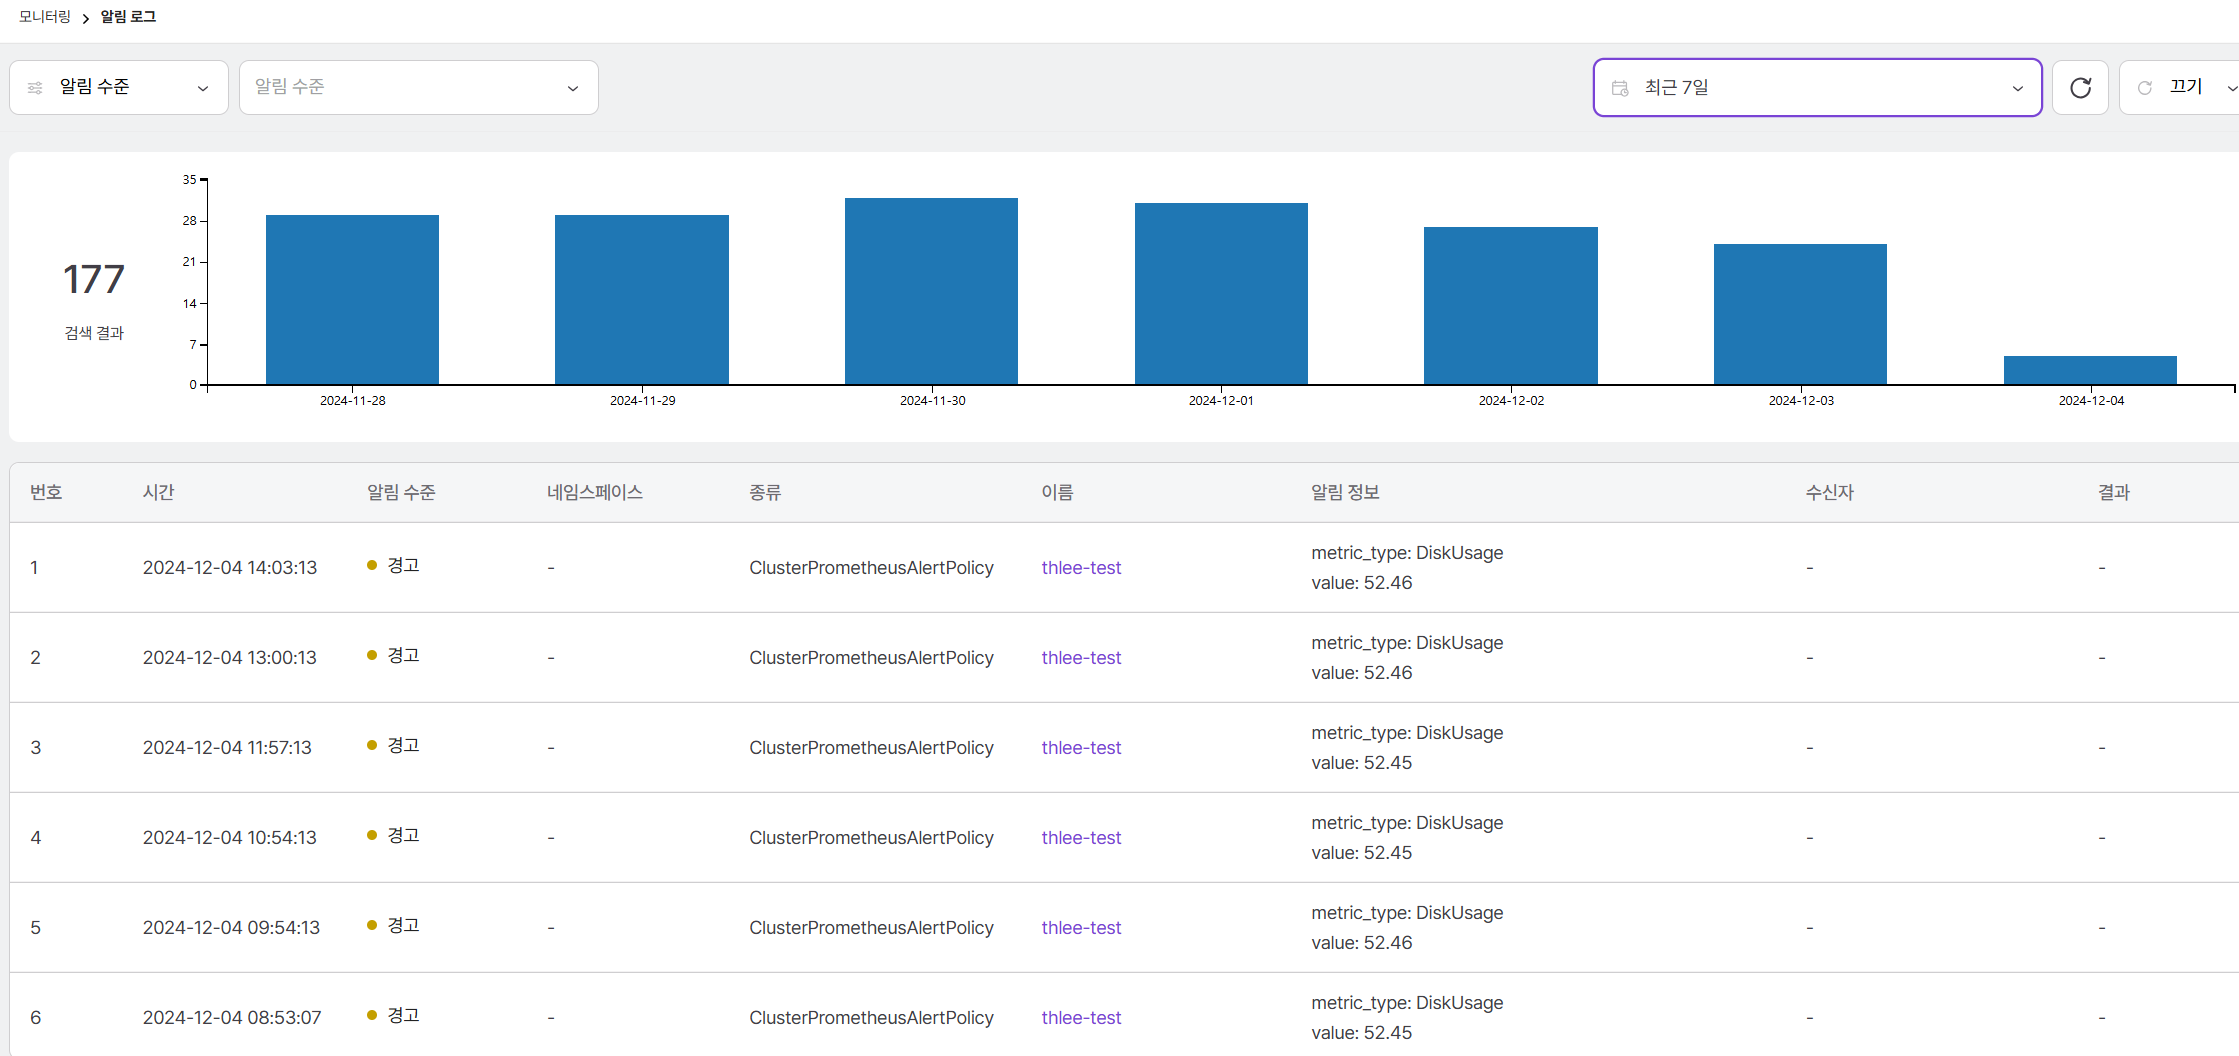 모니터링 > 알림 로그
알림 수준 알림 수준 최근 7일 끄기
35
28
21
14
7
0
177
검색 결과
2024-11-28 2024-11-29 2024-11-30 2024-12-01 2024-12-02 2024-12-03 2024-12-04
번호 시간 알림 수준 네임스페이스 종류 이름 알림 정보 수신자 결과
1 2024-12-04 14:03:13 경고 - ClusterPrometheusAlertPolicy thlee-test metric_type: DiskUsage - -
value: 52.46
2 2024-12-04 13:00:13 경고 - ClusterPrometheusAlertPolicy thlee-test metric_type: DiskUsage - -
value: 52.46
3 2024-12-04 11:57:13 경고 - ClusterPrometheusAlertPolicy thlee-test metric_type: DiskUsage - -
value: 52.45
4 2024-12-04 10:54:13 경고 - ClusterPrometheusAlertPolicy thlee-test metric_type: DiskUsage - -
value: 52.45
5 2024-12-04 09:54:13 경고 - ClusterPrometheusAlertPolicy thlee-test metric_type: DiskUsage - -
value: 52.46
6 2024-12-04 08:53:07 경고 - ClusterPrometheusAlertPolicy thlee-test metric_type: DiskUsage - -
value: 52.45